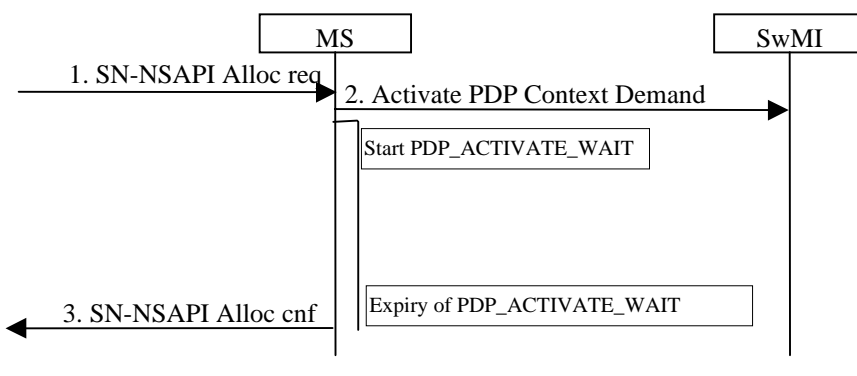 MS
SwMI
1. SN-NSAPI Alloc req
2. Activate PDP Context Demand
Start PDP_ACTIVATE_WAIT
Expiry of PDP_ACTIVATE_WAIT
3. SN-NSAPI Alloc cnf